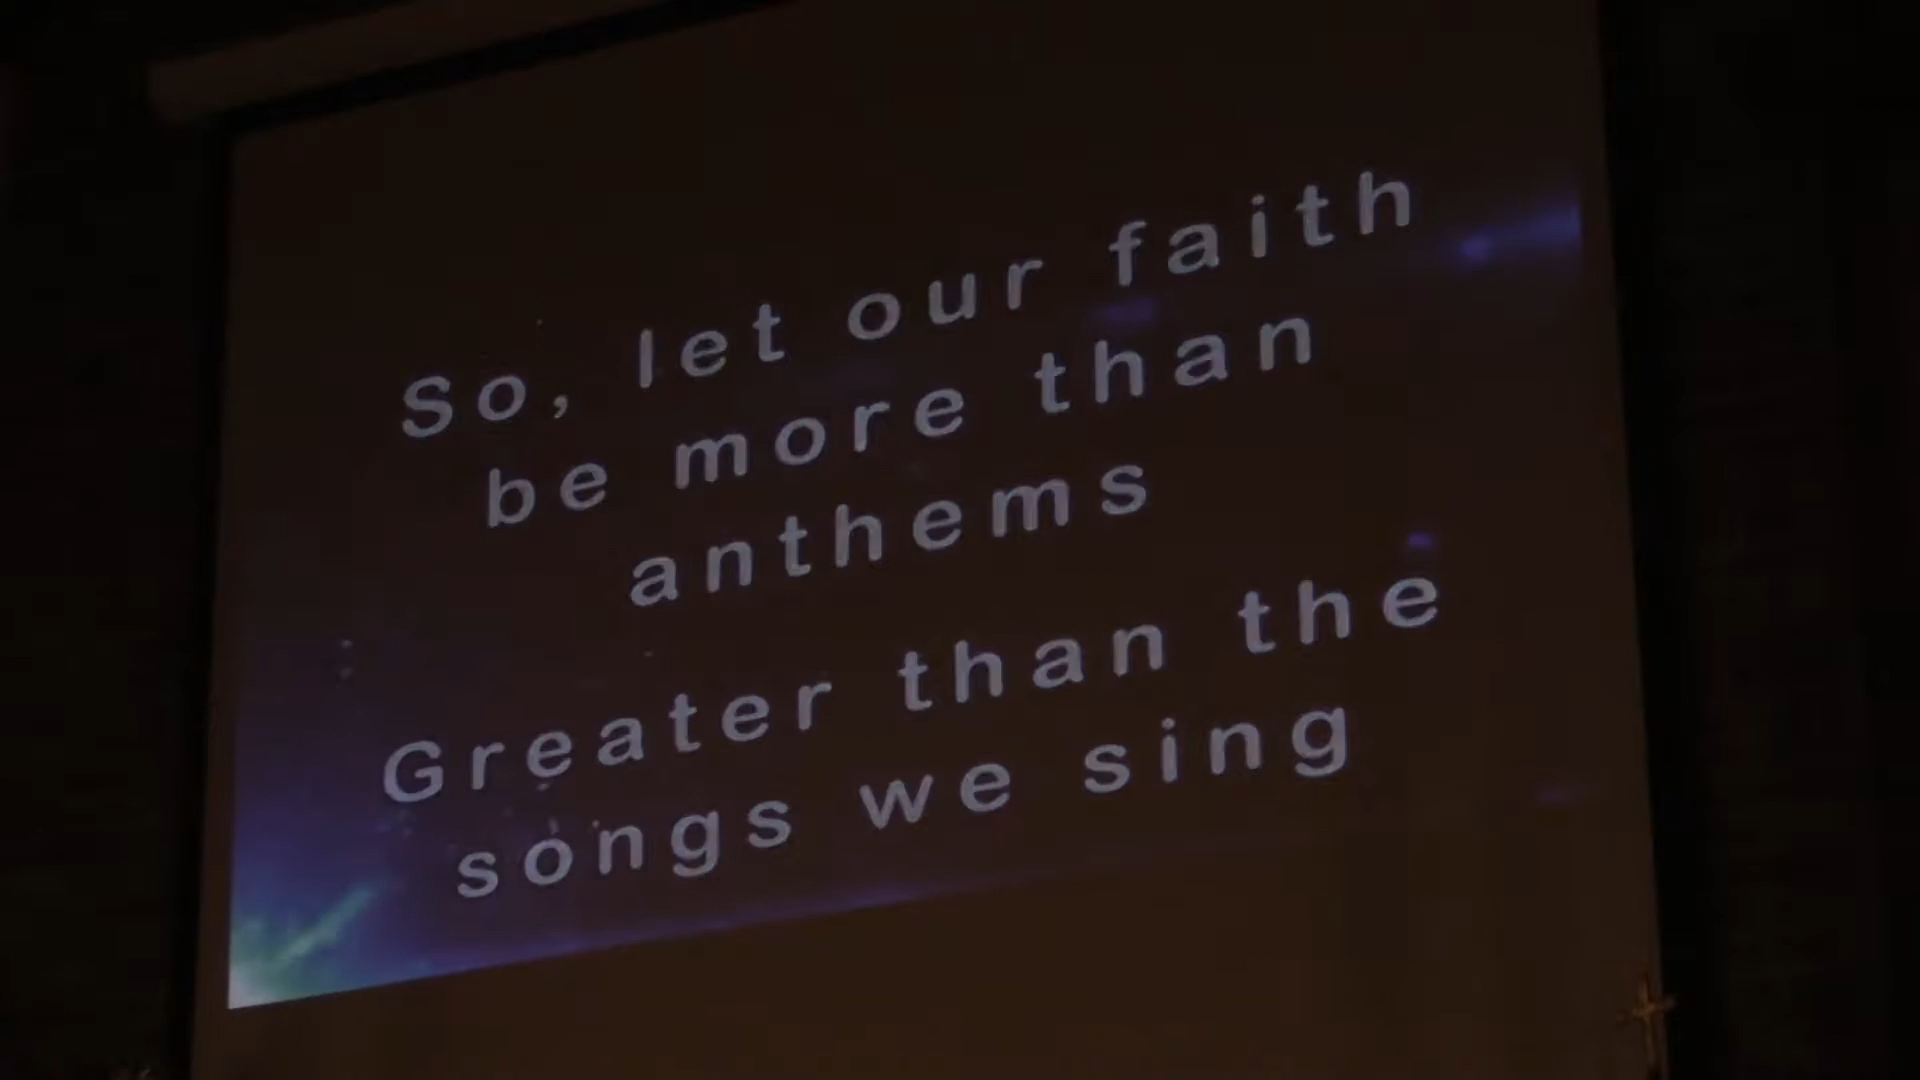 So, let our faith
be more than
anthems
Greater than the
songs we sing